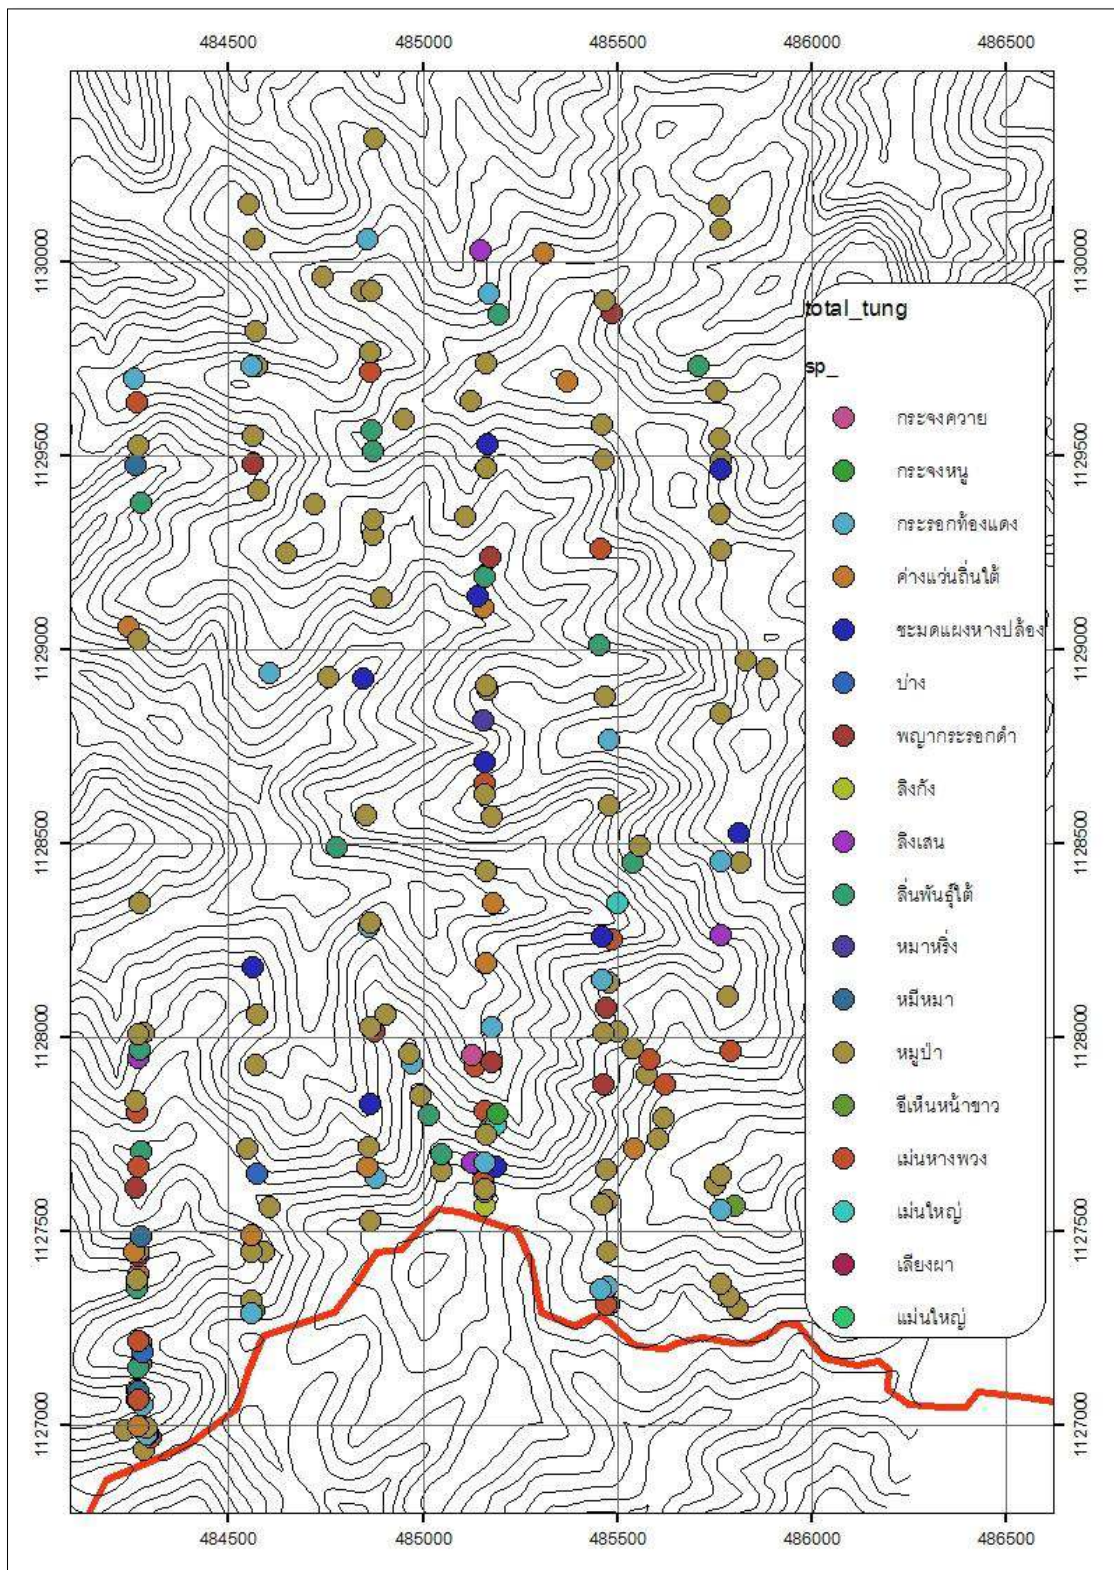 484500 485000 485500 486000 486500
1130000
1130000
1129500
1129500
1129000
1129000
1128500
1128500
1128000
1128000
1127500
1127500
1127000
1127000
total_tung
sp_
กระจงควาย
กระจงหนู
กระรอกท้องแดง
ค่างแว่นถิ่นใต้
ชะมดแผงหางปล้อง
บ่าง
พญากระรอกดำ
ลิงกัง
ลิงเสน
ลิ่นพันธุ์ใต้
หมาหริ่ง
หมีหมา
หมูป่า
อีเห็นหน้าขาว
เม่นหางพวง
เม่นใหญ่
เลียงผา
แม่นใหญ่
484500 485000 485500 486000 486500